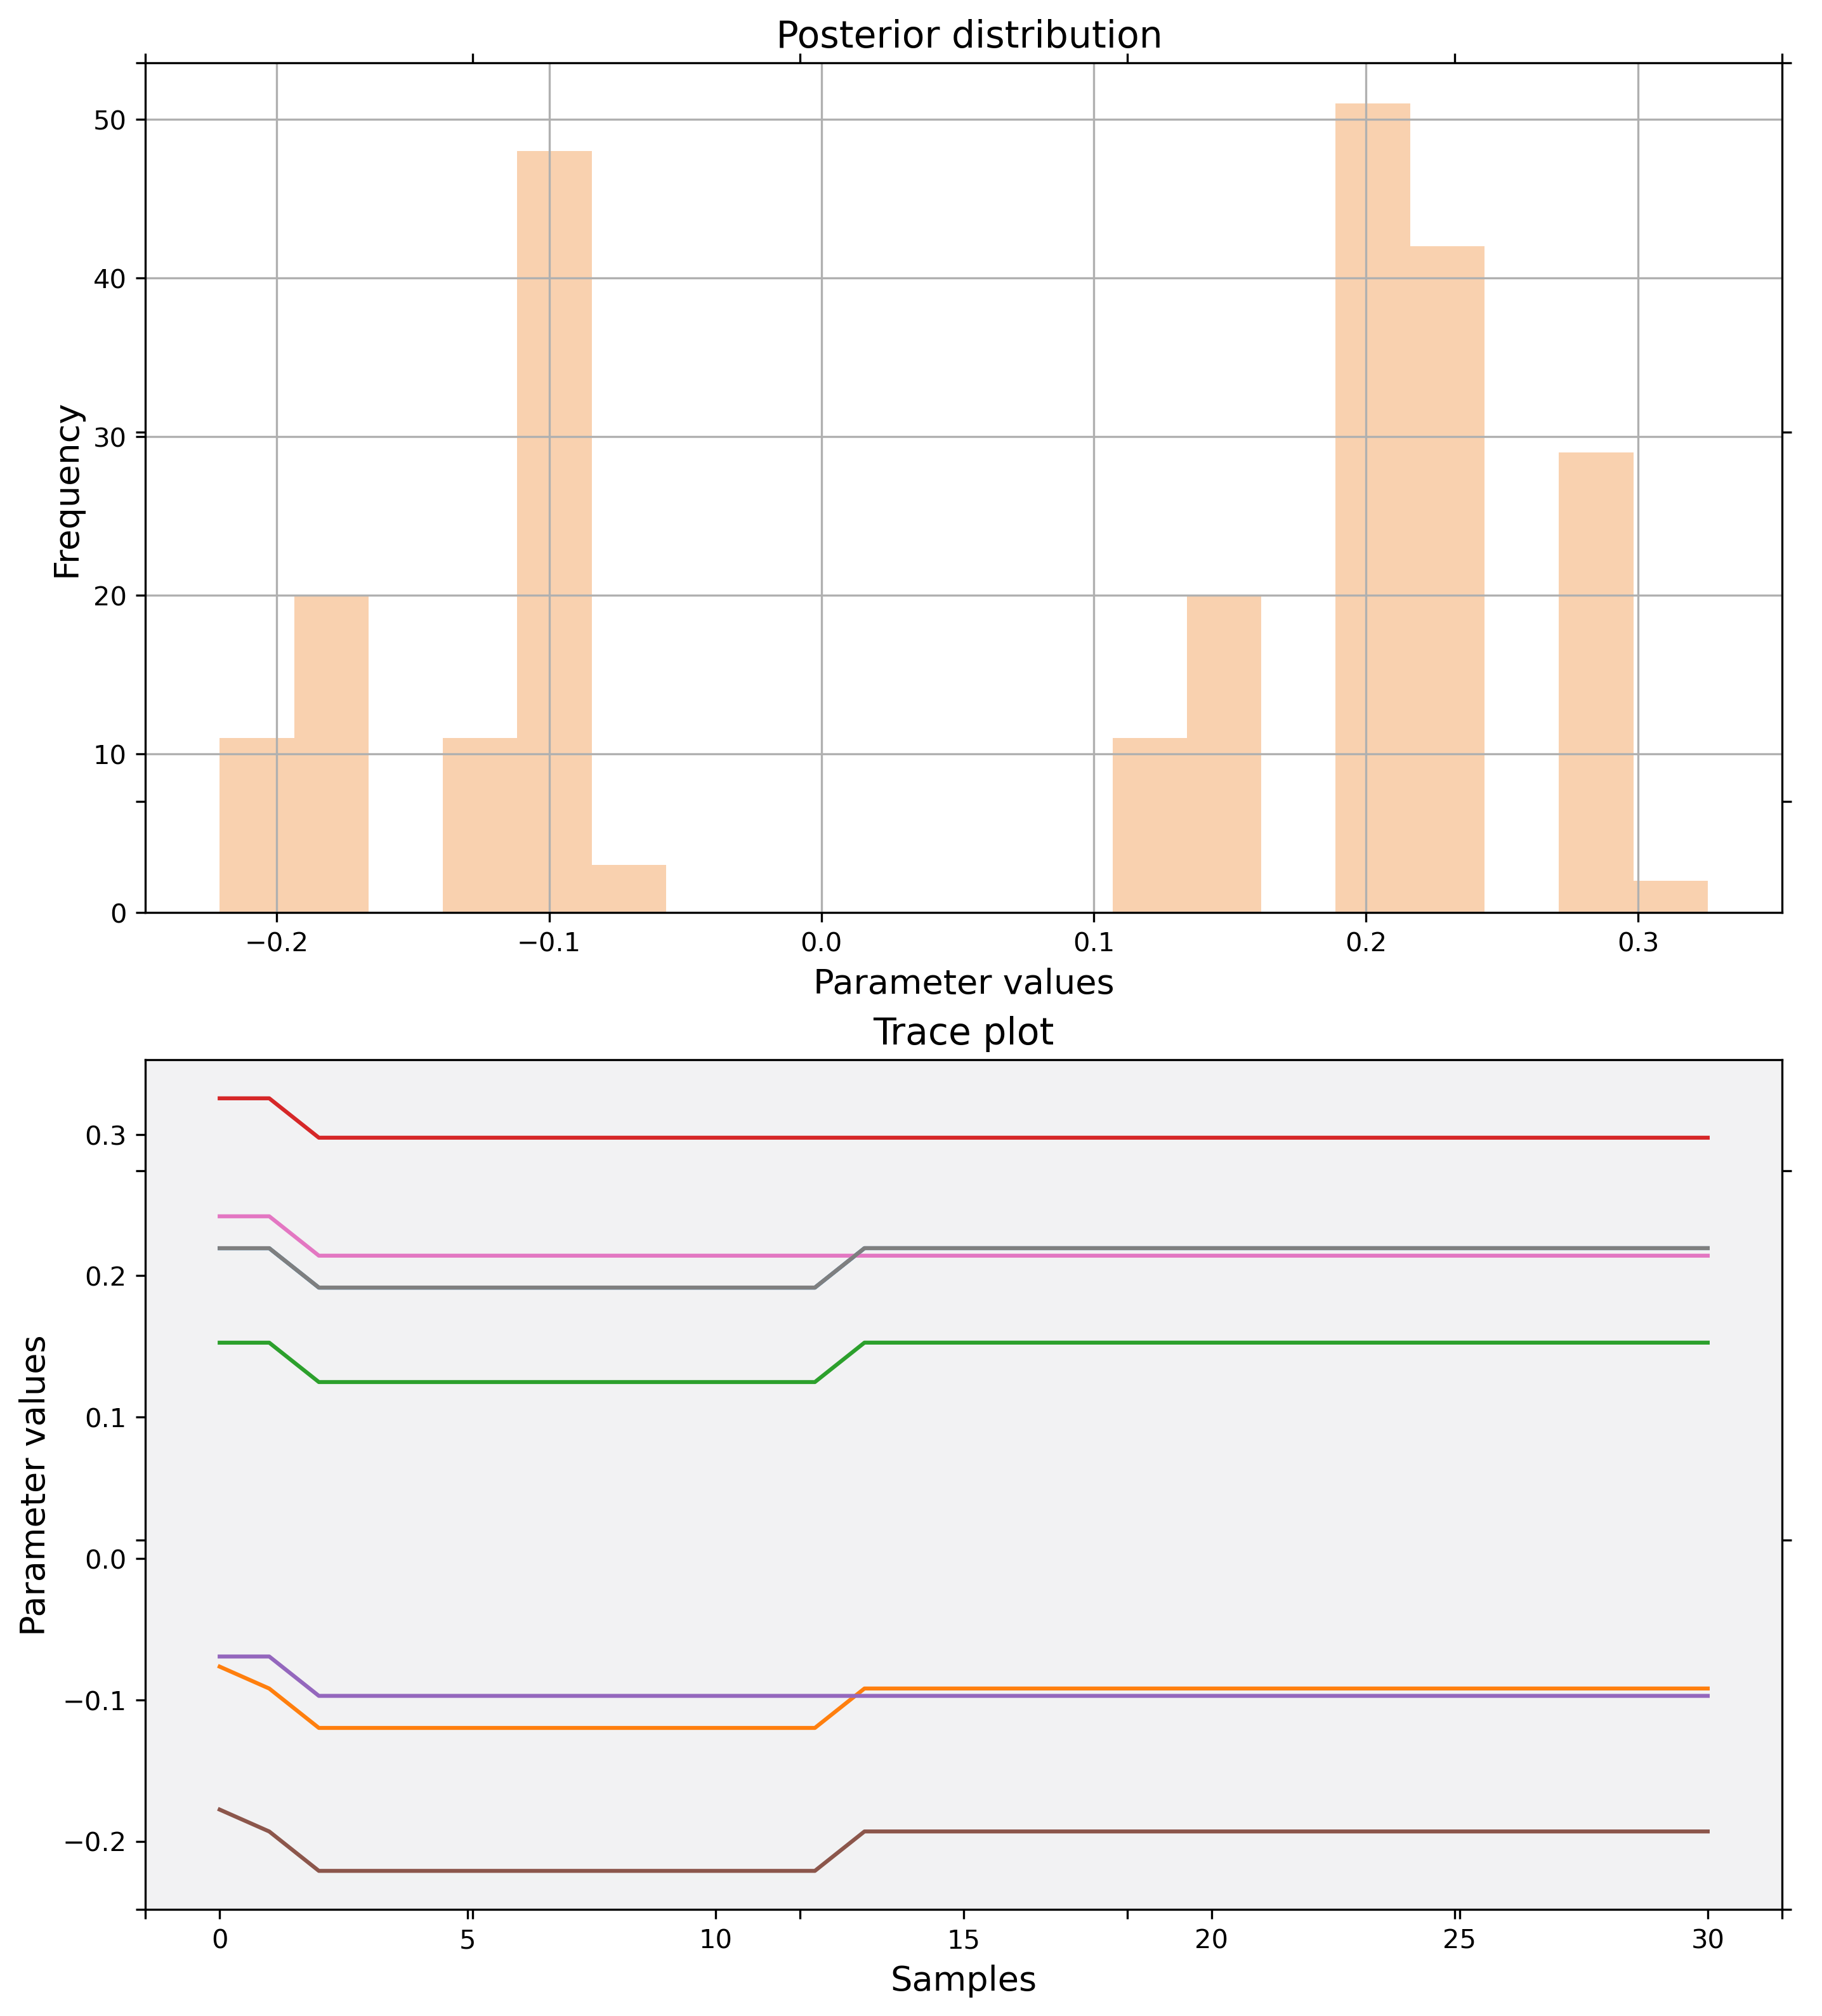 Posterior distribution
50
40
30
20
10
0
Frequency
−0.2 −0.1 0.0 0.1 0.2 0.3
Parameter values
Trace plot
0.3
0.2
0.1
0.0
−0.1
−0.2
Parameter values
0 5 10 15 20 25 30
Samples